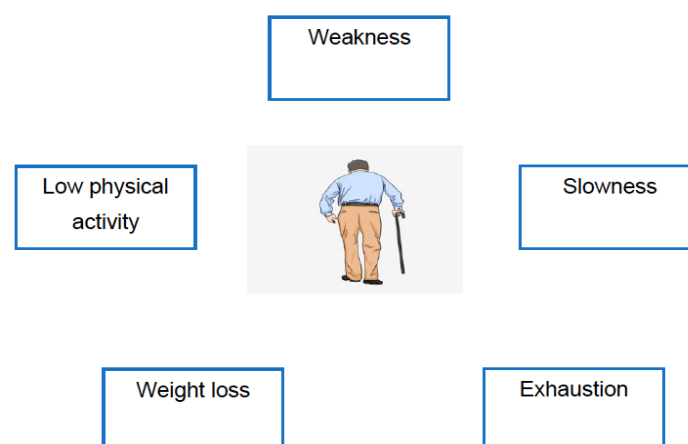 Weakness
Low physical
activity
Slowness
Weight loss
Exhaustion